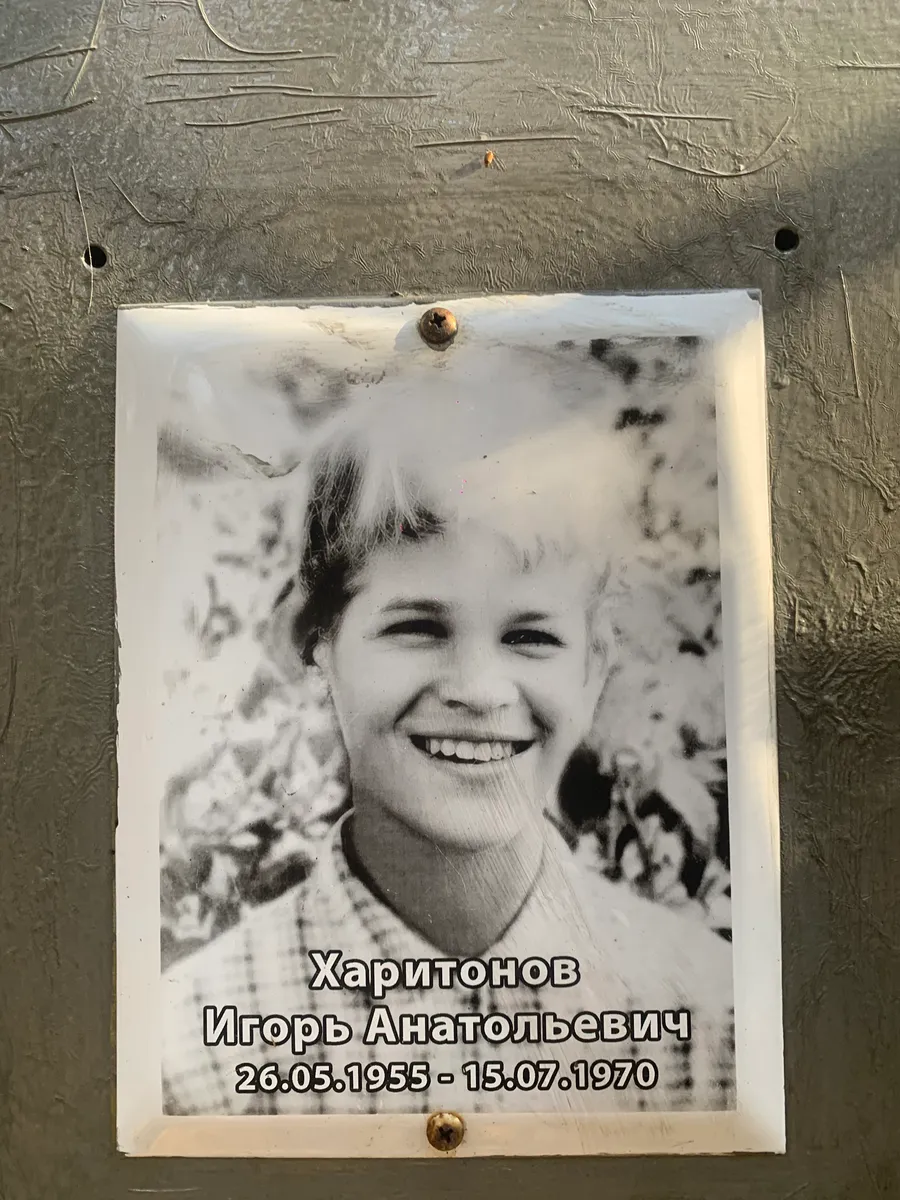 Харитонов
Игорь Анатольевич
26.05.1955 - 15.07.1970